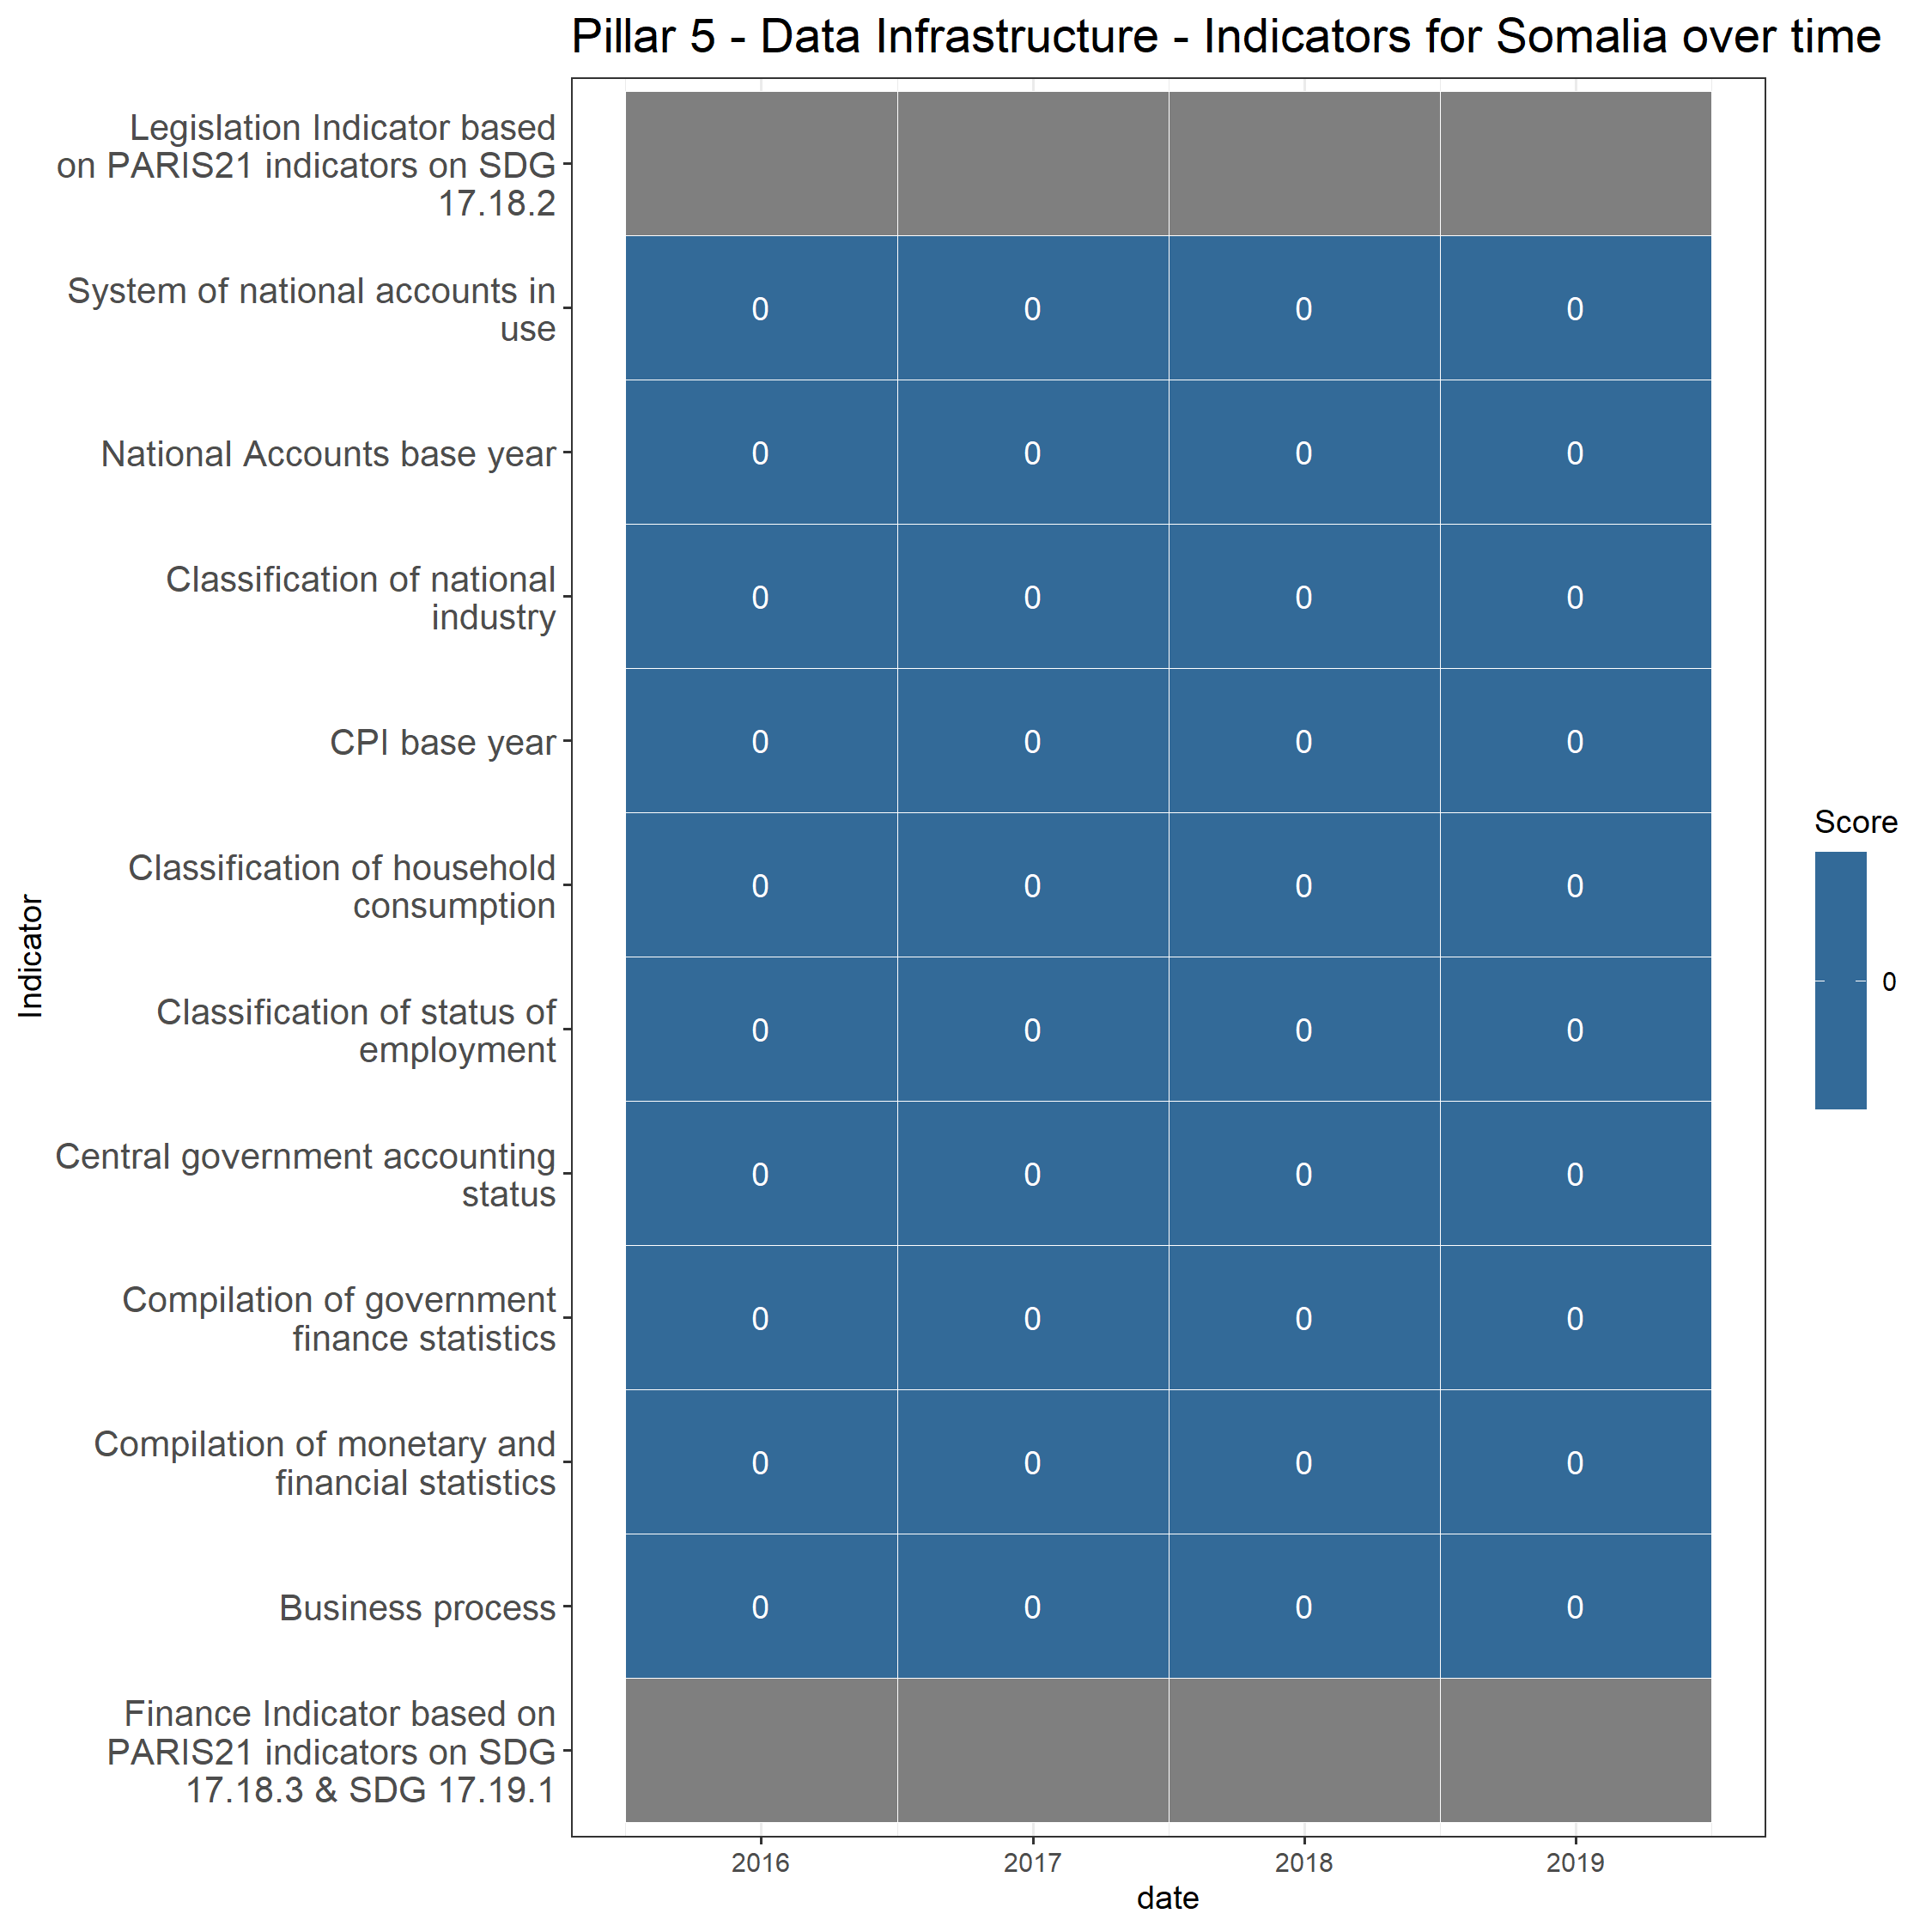 Pillar 5 - Data Infrastructure - Indicators for Somalia over time
Legislation Indicator based
on PARIS21 indicators on SDG
17.18.2
System of national accounts in
use
0 0 0 0
National Accounts base year
0 0 0 0
Classification of national
industry
0 0 0 0
CPI base year
0 0 0 0
Classification of household
consumption
0 0 0 0
Classification of status of
employment
0 0 0 0
Central government accounting
status
0 0 0 0
Compilation of government
finance statistics
0 0 0 0
Compilation of monetary and
financial statistics
0 0 0 0
Business process
0 0 0 0
Finance Indicator based on
PARIS21 indicators on SDG
17.18.3 & SDG 17.19.1
Indicator
2016 2017 2018 2019
date
Score
0